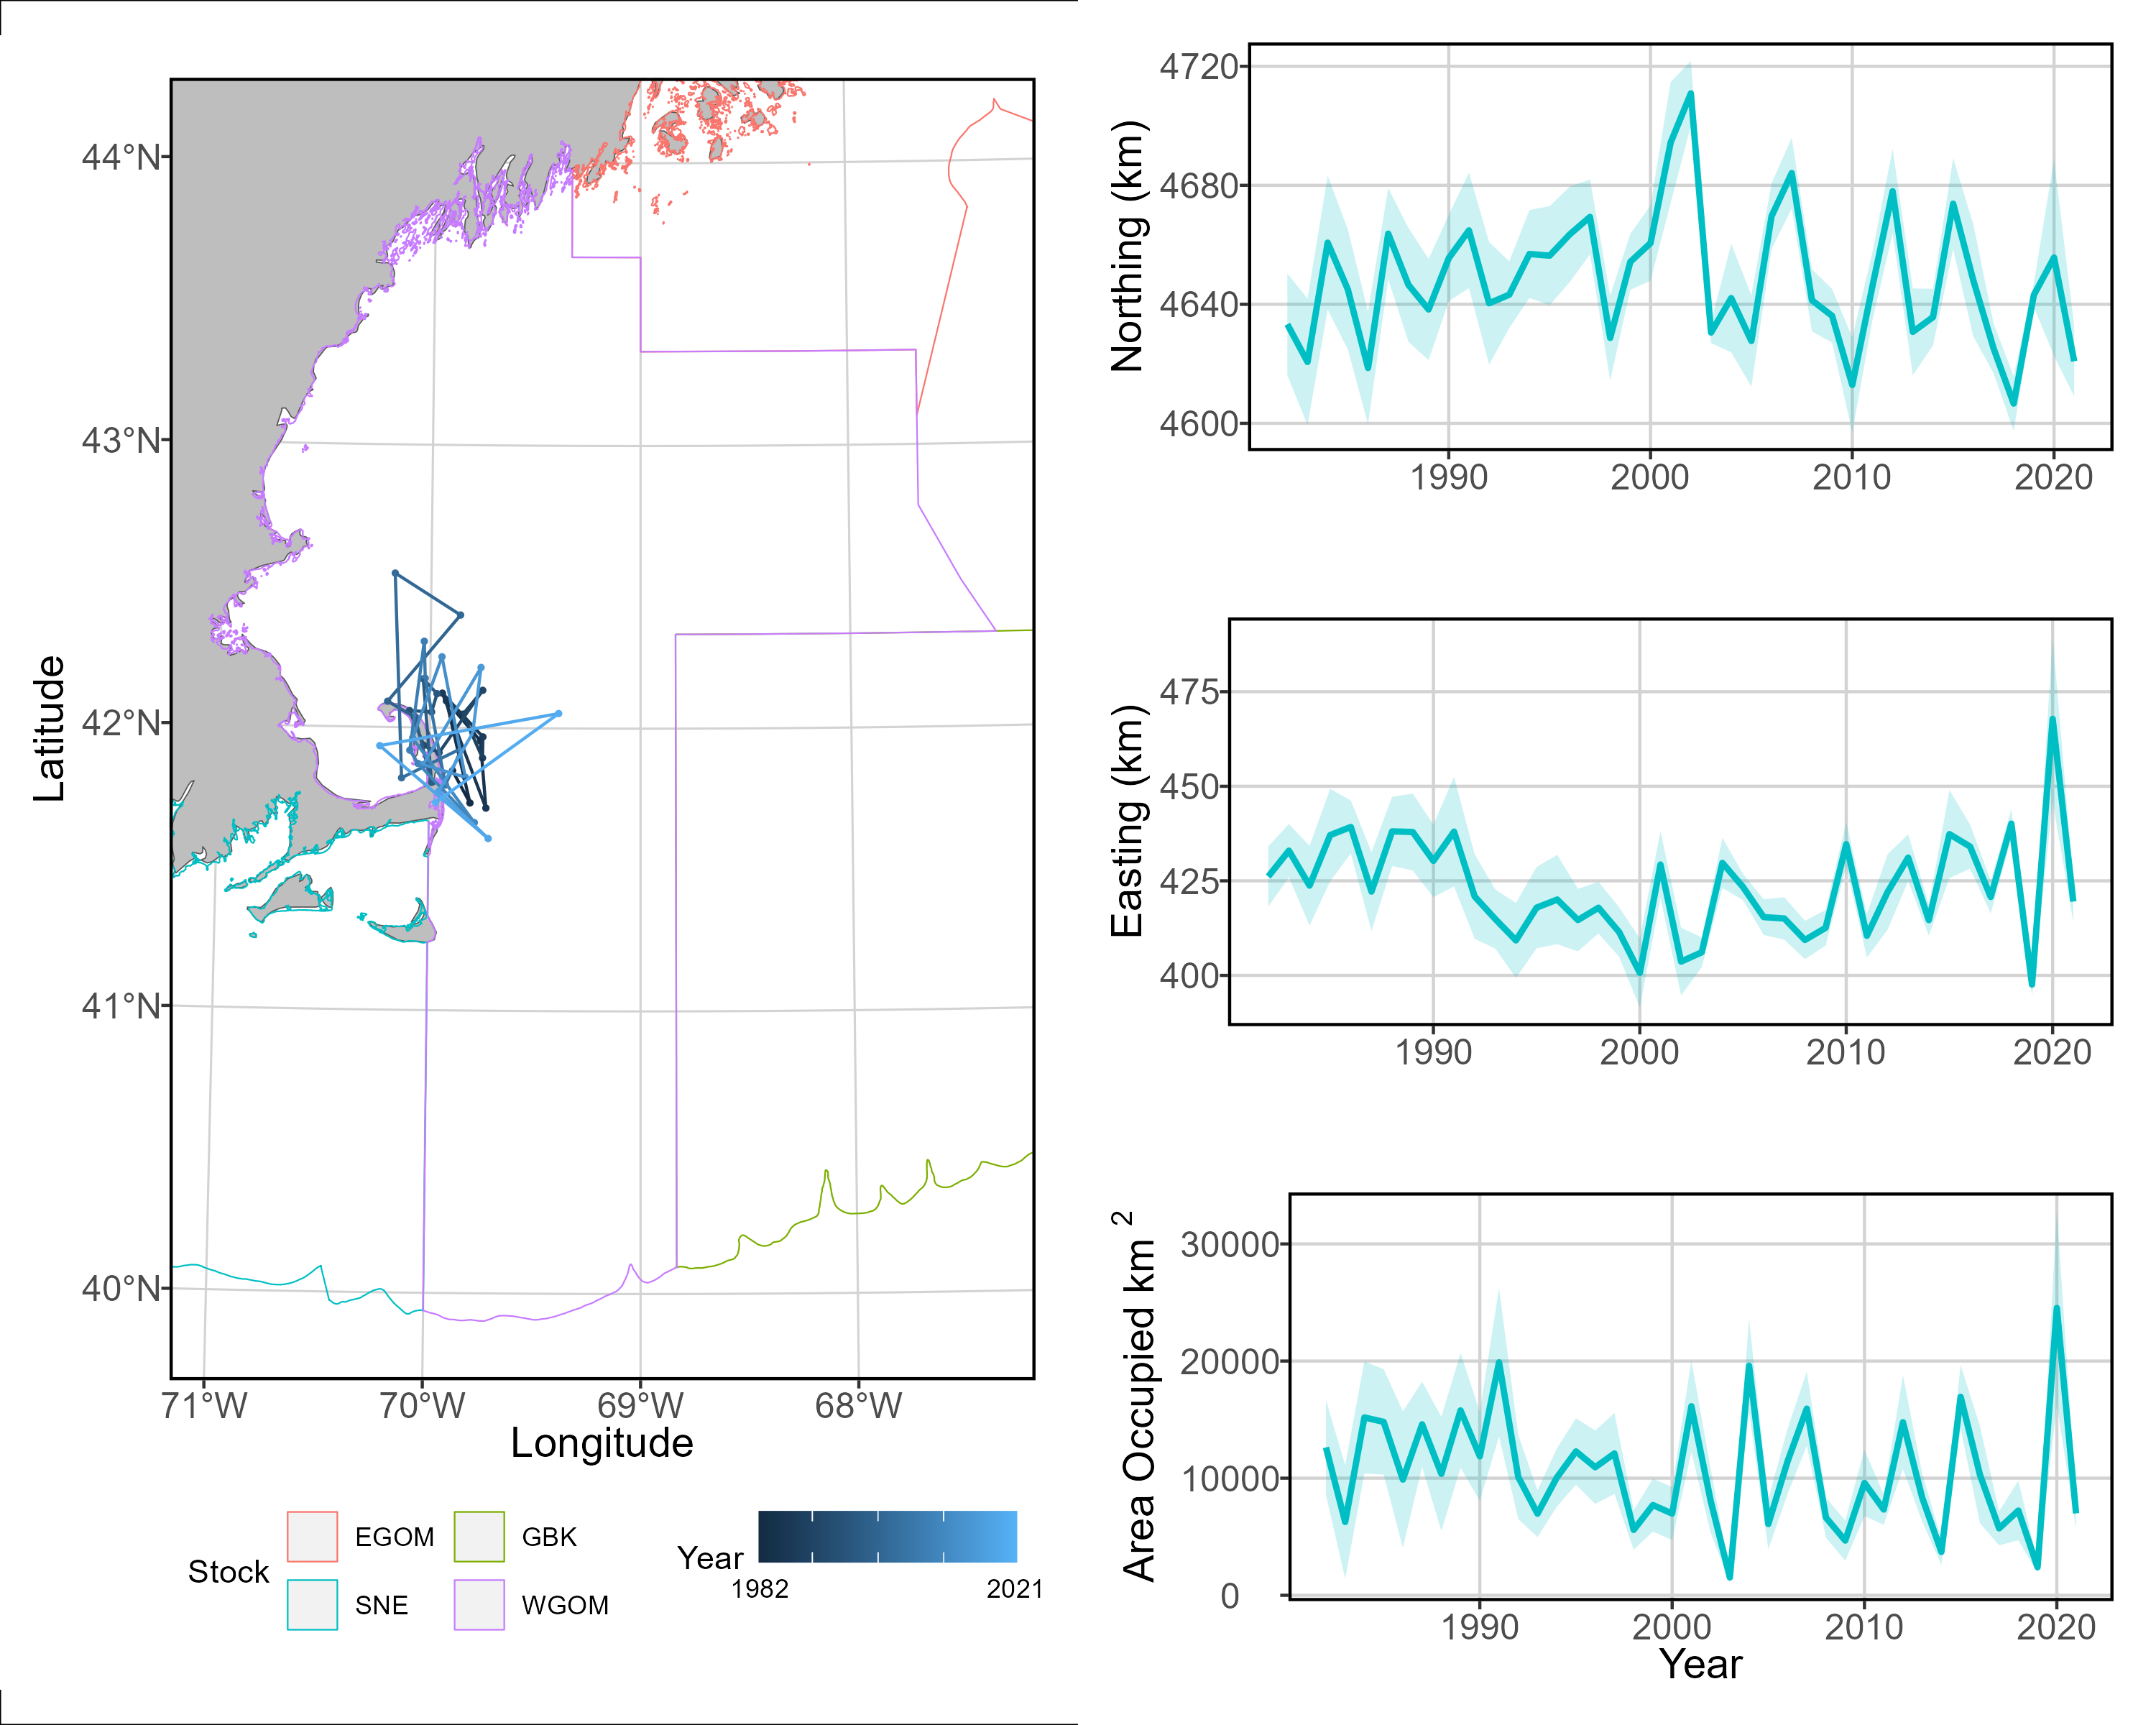 44°N
43°N
42°N
41°N
40°N
Latitude
71°W 70°W 69°W 68°W
Longitude
Stock
EGOM GBK
SNE WGOM
Year
1982 2021
Northing (km)
4720
4680
4640
4600
1990 2000 2010 2020
Easting (km)
475
450
425
400
1990 2000 2010 2020
Area Occupied km 2
30000
20000
10000
0
1990 2000 2010 2020
Year